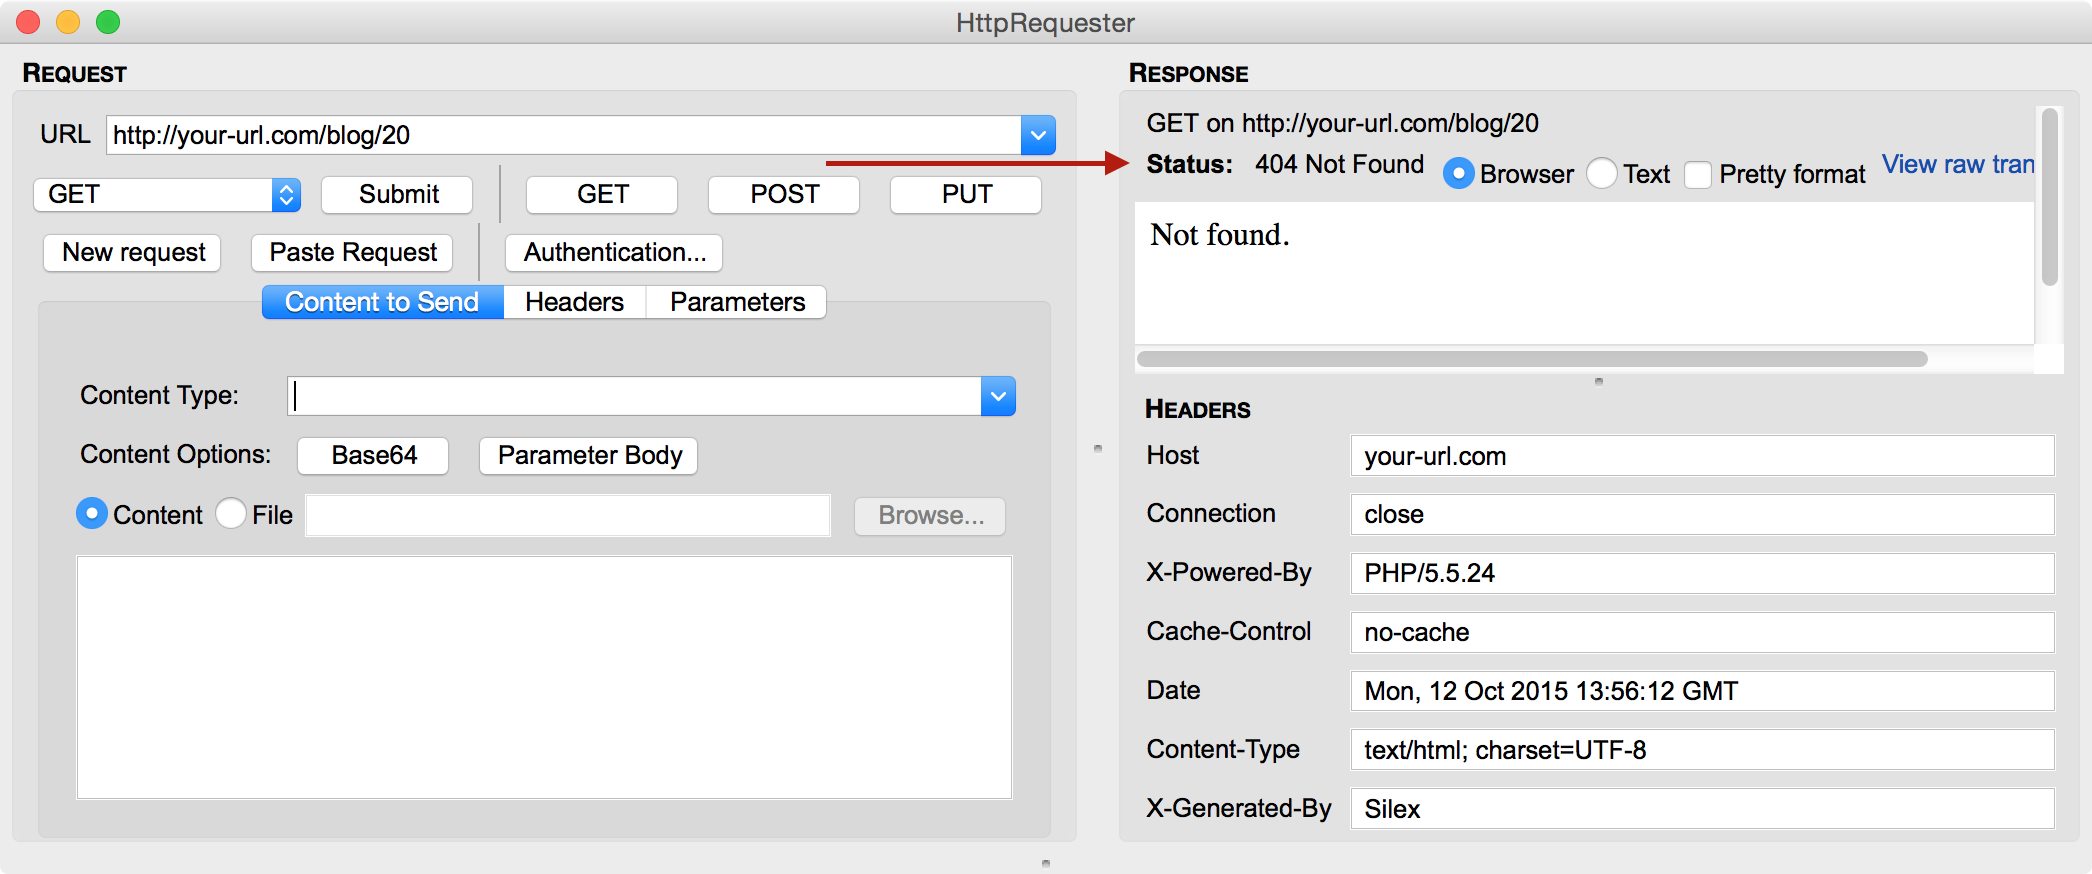 HttpRequester
REQUEST
URL http://your-url.com/blog/20
GET Submit GET POST PUT
New request Paste Request Authentication...
Content to Send Headers Parameters
Content Type:
Content Options: Base64 Parameter Body
Content File Browse...
RESPONSE
GET on http://your-url.com/blog/20
Status: 404 Not Found Browser Text Pretty format View raw tran
Not found.
HEADERS
Host your-url.com
Connection close
X-Powered-By PHP/5.5.24
Cache-Control no-cache
Date Mon, 12 Oct 2015 13:56:12 GMT
Content-Type text/html; charset=UTF-8
X-Generated-By Silex